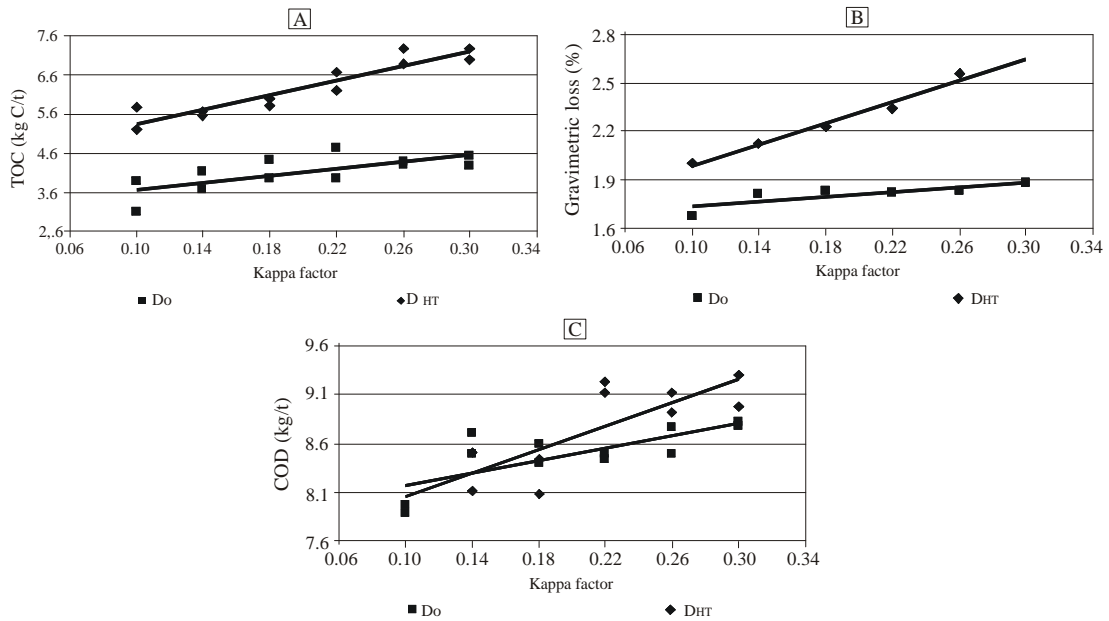 A
B
7.6
6.6
5.6
4.6
3.6
2,.6
TOC (kg C/t)
0.06 0.10 0.14 0.18 0.22 0.26 0.30 0.34
Kappa factor
Do DHT
2.8
2.5
2.2
1.9
1.6
Gravimetric loss (%)
0.06 0.10 0.14 0.18 0.22 0.26 0.30 0.34
Kappa factor
Do DHT
C
9.6
9.1
8.6
8.1
7.6
COD (kg/t)
0.06 0.10 0.14 0.18 0.22 0.26 0.30 0.34
Kappa factor
Do DHT